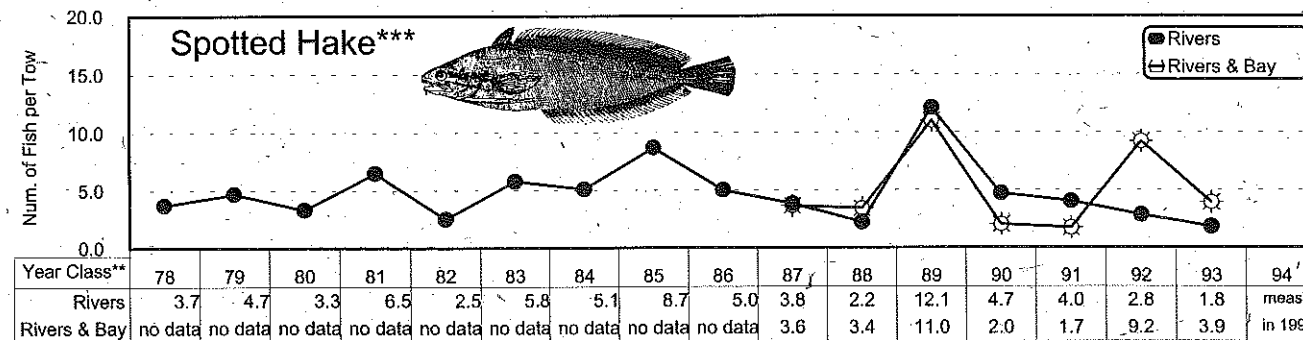 20.0
15.0
10.0
5.0
0.0
Num. of Fish per Tow
Spotted Hake***
Rivers
Rivers & Bay
Year Class** 78 79 80 81 82 83 84 85 86 87 88 89 90 91 92 93 94
Rivers 3.7 4.7 3.3 6.5 2.5 5.8 5.1 8.7 5.0 3.8 2.2 12.1 4.7 4.0 2.8 1.8 meas
Rivers & Bay no data no data no data no data no data no data no data no data no data 3.6 3.4 11.0 2.0 1.7 9.2 3.9 in 199